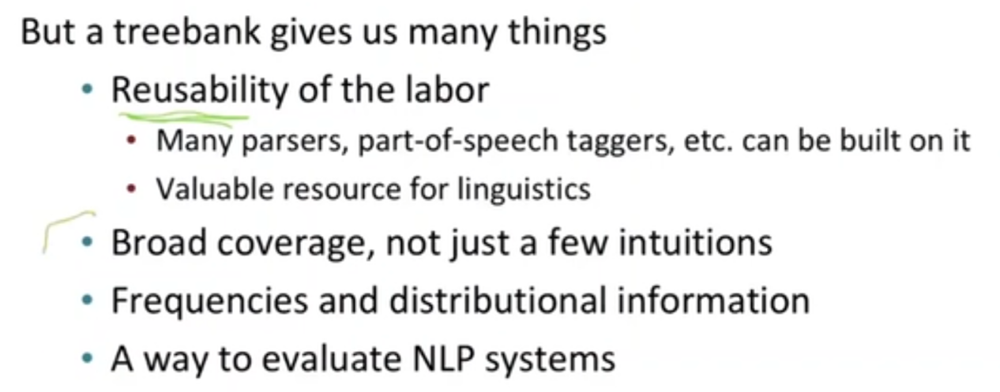 But a treebank gives us many things
• Reusability of the labor
• Many parsers, part-of-speech taggers, etc. can be built on it
• Valuable resource for linguistics
• Broad coverage, not just a few intuitions
• Frequencies and distributional information
• A way to evaluate NLP systems